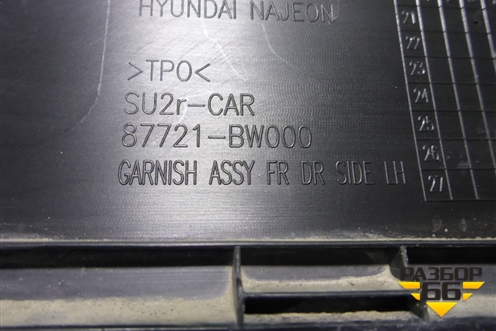 HYUNDAI NAJEON
>TPO<
SU2r-CAR
87721-BW000
GARNISH ASSY FR DR SIDE LH
21
22
23
24
25
26
27
РАЗБОР
66